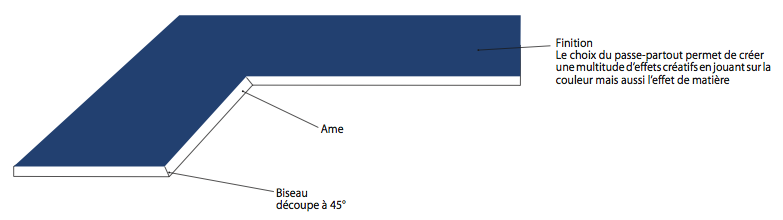 Finition
Le choix du passe-partout permet de créer
une multitude d'effets créatifs en jouant sur la
couleur mais aussi l'effet de matière
Ame
Biseau
découpe à 45°